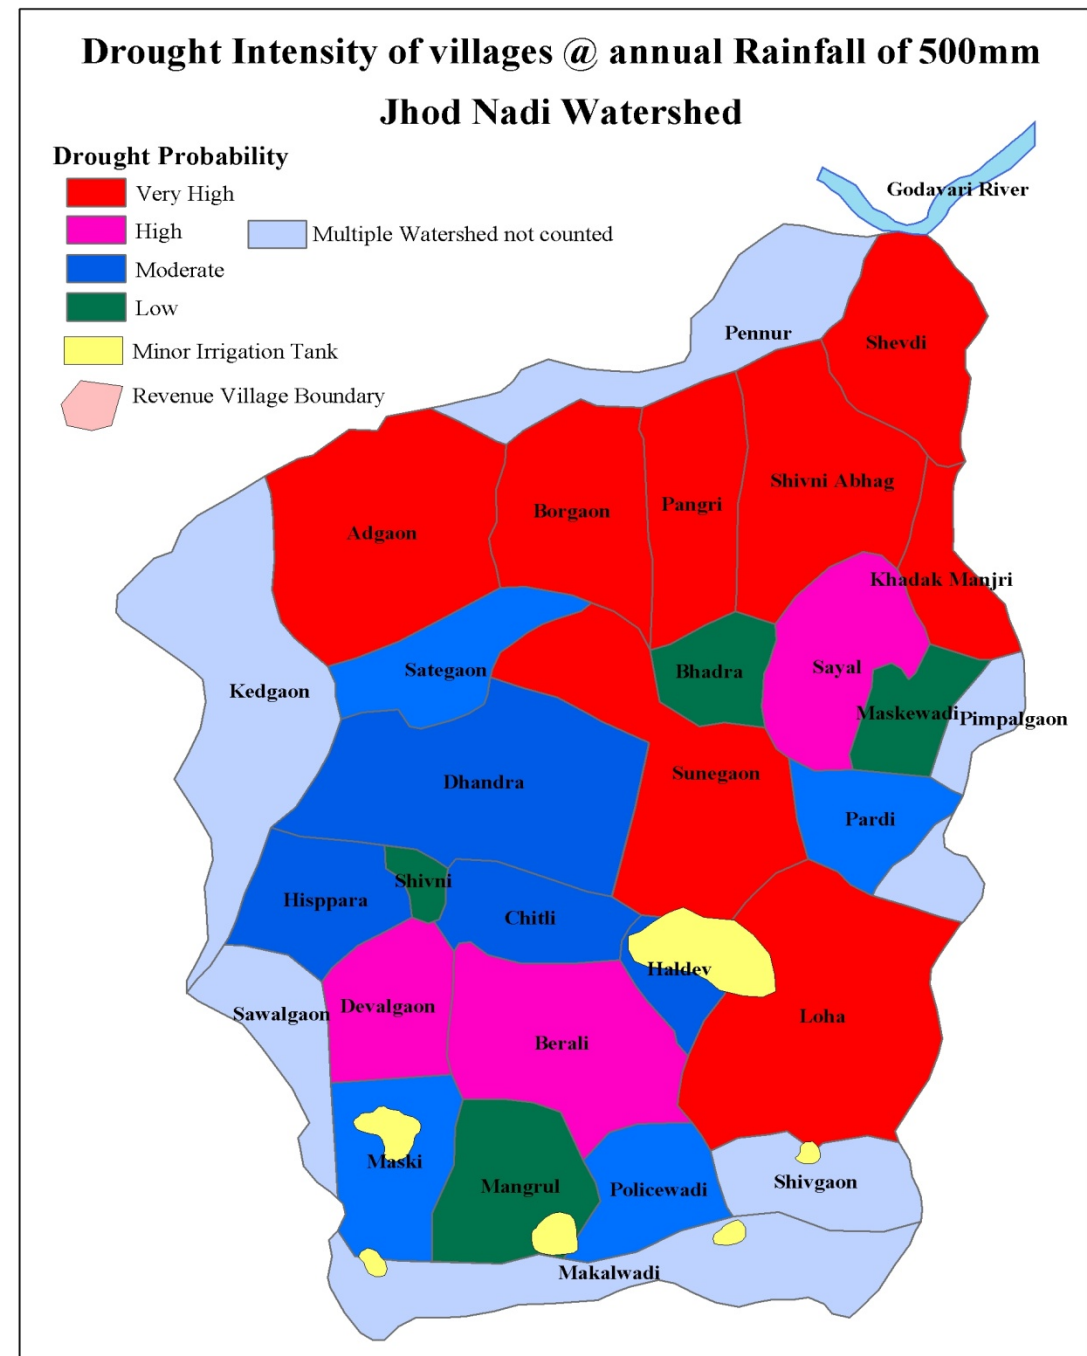 Drought Intensity of villages @ annual Rainfall of 500mm
Jhod Nadi Watershed
Drought Probability
Very High
High
Multiple Watershed not counted
Moderate
Low
Minor Irrigation Tank
Revenue Village Boundary
Godavari River
Pennur
Shevdi
Shivni Abhag
Pangri
Borgaon
Adgaon
Khadak Manjri
Sategaon
Bhadra
Sayal
Kedgaon
Maskewadi
Pimpalgaon
Dhandra
Sunegaon
Pardi
Shivni
Hisppara
Chitli
Haldev
Sawalgaon
Devalgaon
Loha
Berali
Maski
Mangrul
Policewadi
Shivgaon
Makalwadi